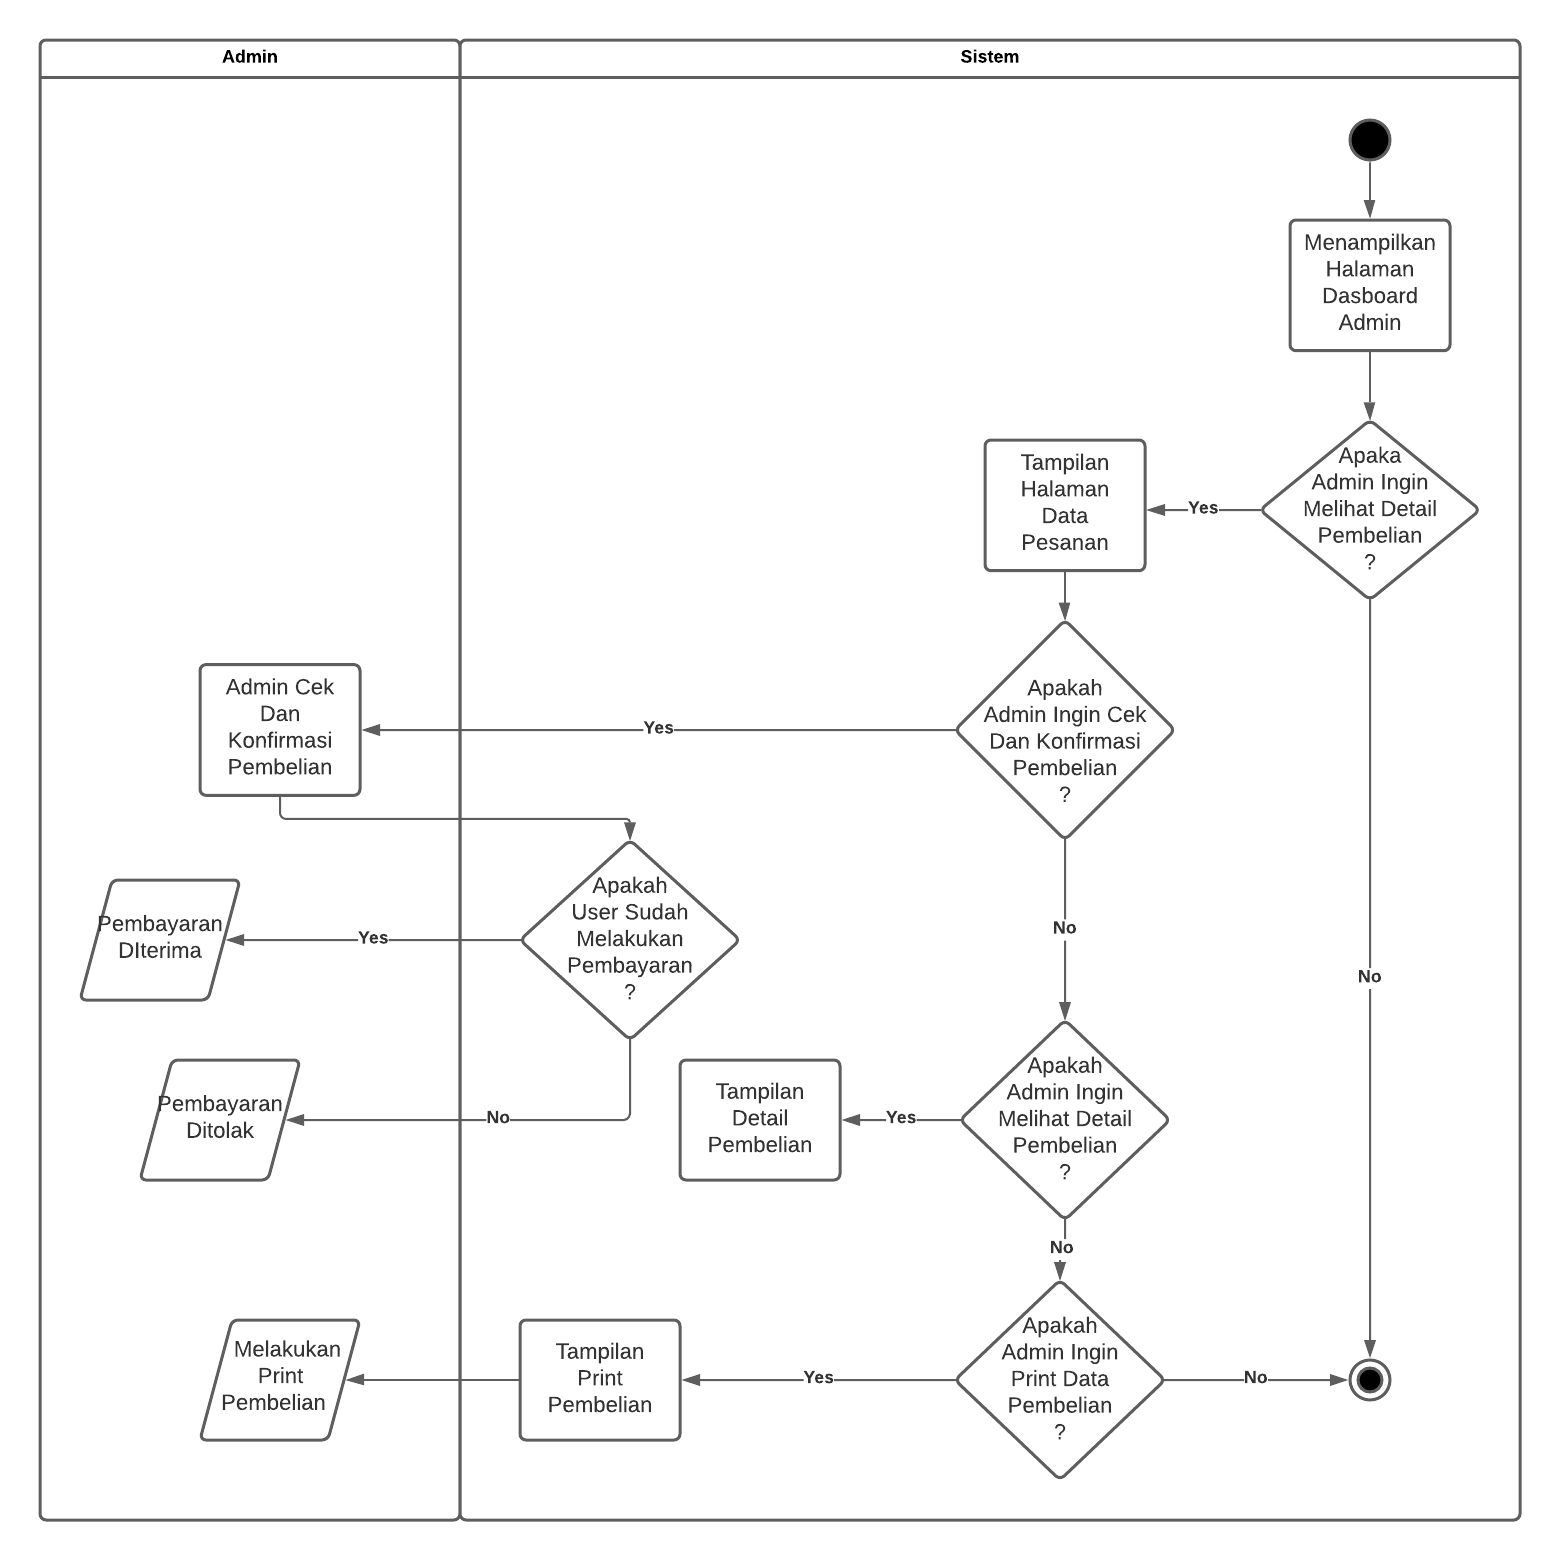 Admin
Sistem
Menampilkan
Halaman
Dasboard
Admin
Apaka
Admin Ingin
Melihat Detail
Pembelian
?
Yes
Tampilan
Halaman
Data
Pesanan
Apakah
Admin Ingin Cek
Dan Konfirmasi
Pembelian
?
Yes
Admin Cek
Dan
Konfirmasi
Pembelian
Apakah
User Sudah
Melakukan
Pembayaran
?
Yes
Pembayaran
DIterima
No
Pembayaran
Ditolak
No
No
Apakah
Admin Ingin
Melihat Detail
Pembelian
?
Yes
Tampilan
Detail
Pembelian
No
Apakah
Admin Ingin
Print Data
Pembelian
?
Yes
Tampilan
Print
Pembelian
Melakukan
Print
Pembelian
No